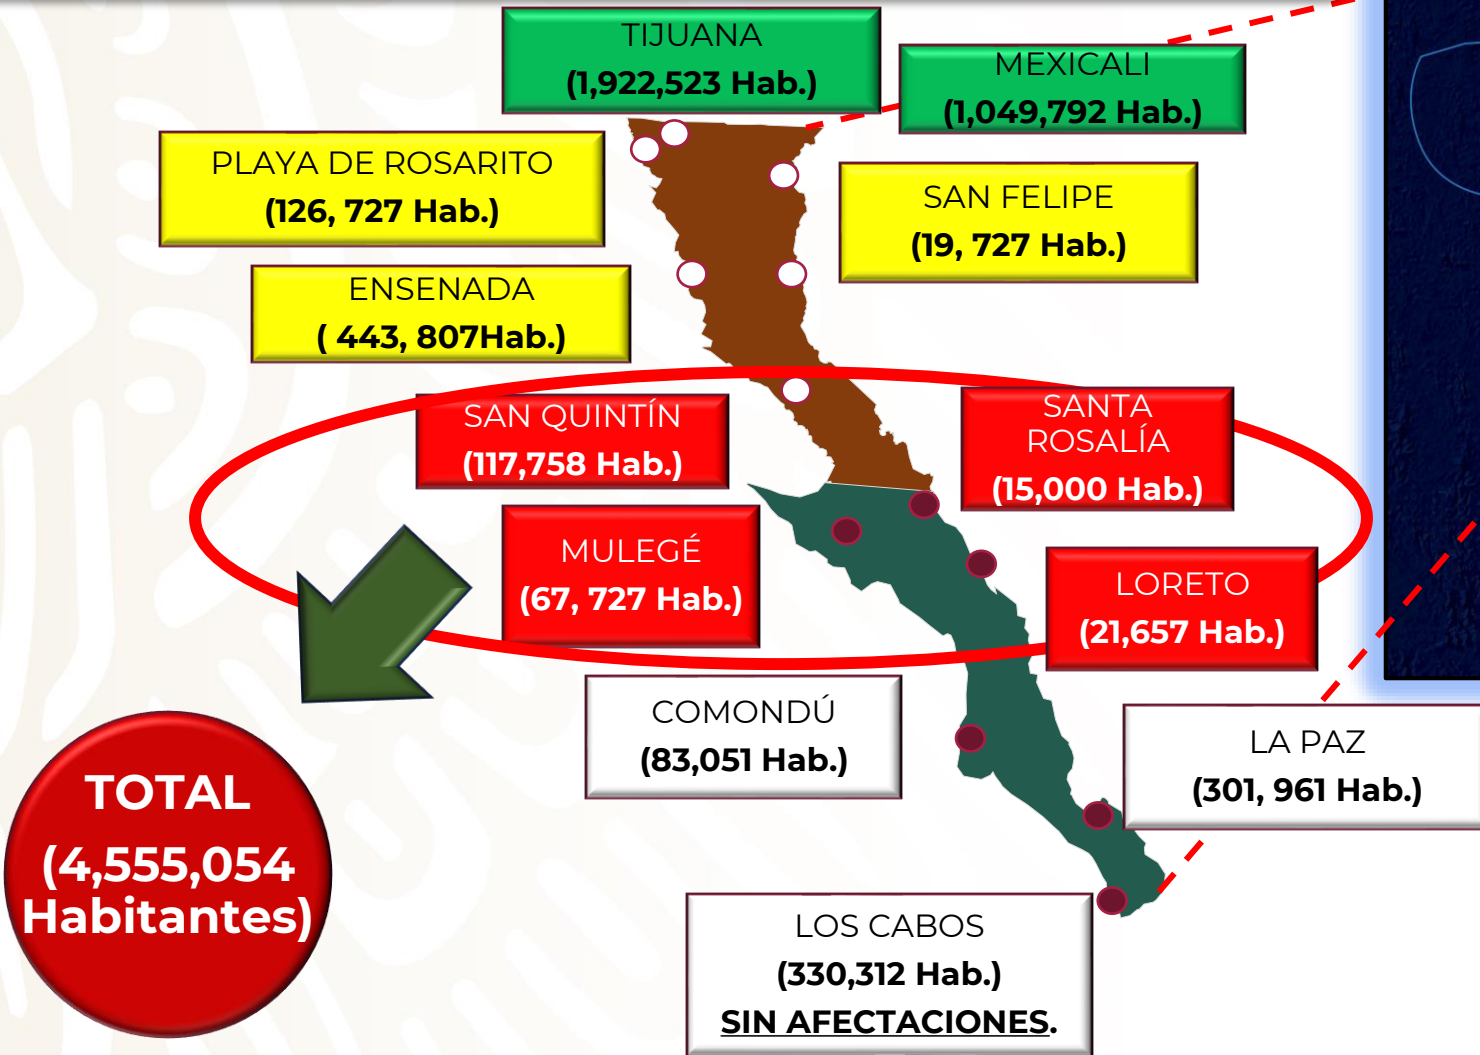 TIJUANA
(1,922,523 Hab.)
MEXICALI
(1,049,792 Hab.)
PLAYA DE ROSARITO
(126, 727 Hab.)
SAN FELIPE
(19, 727 Hab.)
ENSENADA
( 443, 807Hab.)
SAN QUINTÍN
(117,758 Hab.)
SANTA
ROSALÍA
(15,000 Hab.)
MULEGÉ
(67, 727 Hab.)
LORETO
(21,657 Hab.)
COMONDÚ
(83,051 Hab.)
LA PAZ
(301, 961 Hab.)
TOTAL
(4,555,054
Habitantes)
LOS CABOS
(330,312 Hab.)
SIN AFECTACIONES.